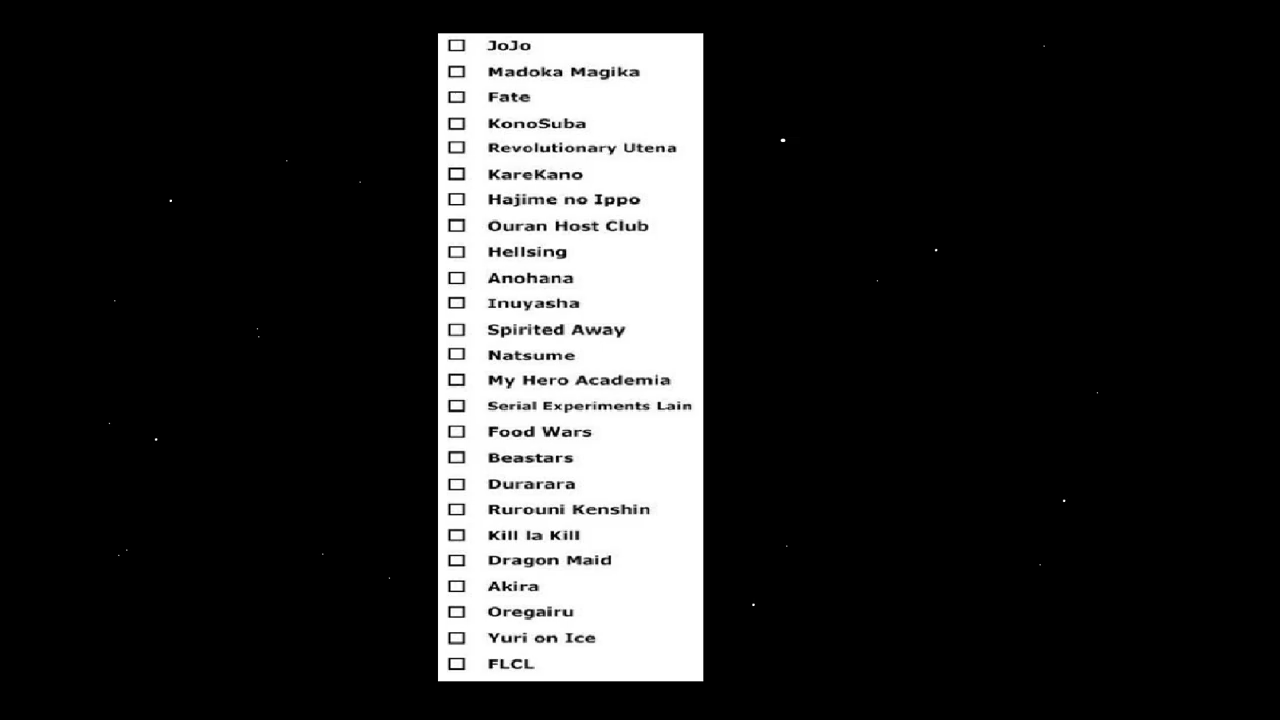 JoJo
Madoka Magika
Fate
KonoSuba
Revolutionary Utena
KareKano
Hajime no Ippo
Ouran Host Club
Hellsing
Anohana
Inuyasha
Spirited Away
Natsume
My Hero Academia
Serial Experiments Lain
Food Wars
Beastars
Durarara
Rurouni Kenshin
Kill la Kill
Dragon Maid
Akira
Oregairu
Yuri on Ice
FLCL